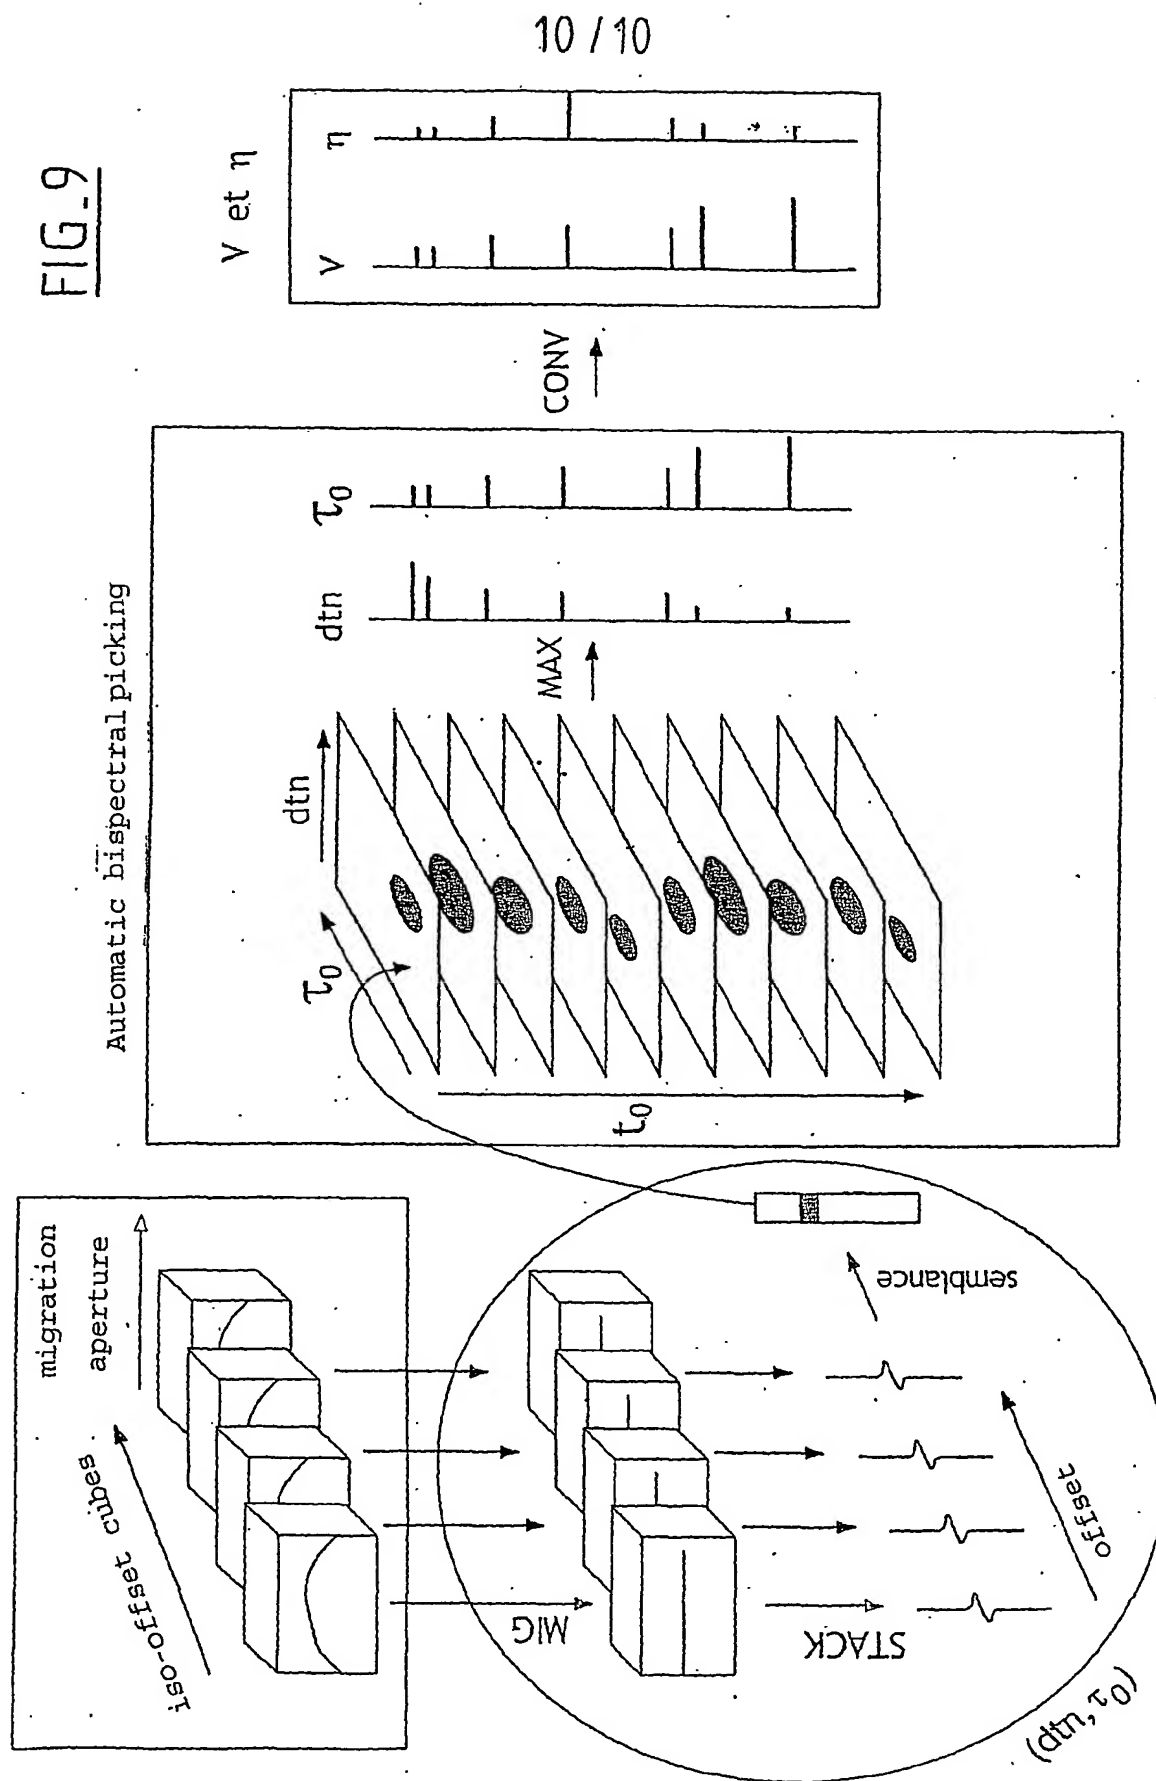 10/10
FIG_9
migration
aperture
iso-offset cubes
MIG
STACK
offset
semblance
(dtn, τ₀)
Automatic bispectral picking
τ₀
dtn
t₀
MAX
dtn
τ₀
CONV
V et η
V
η